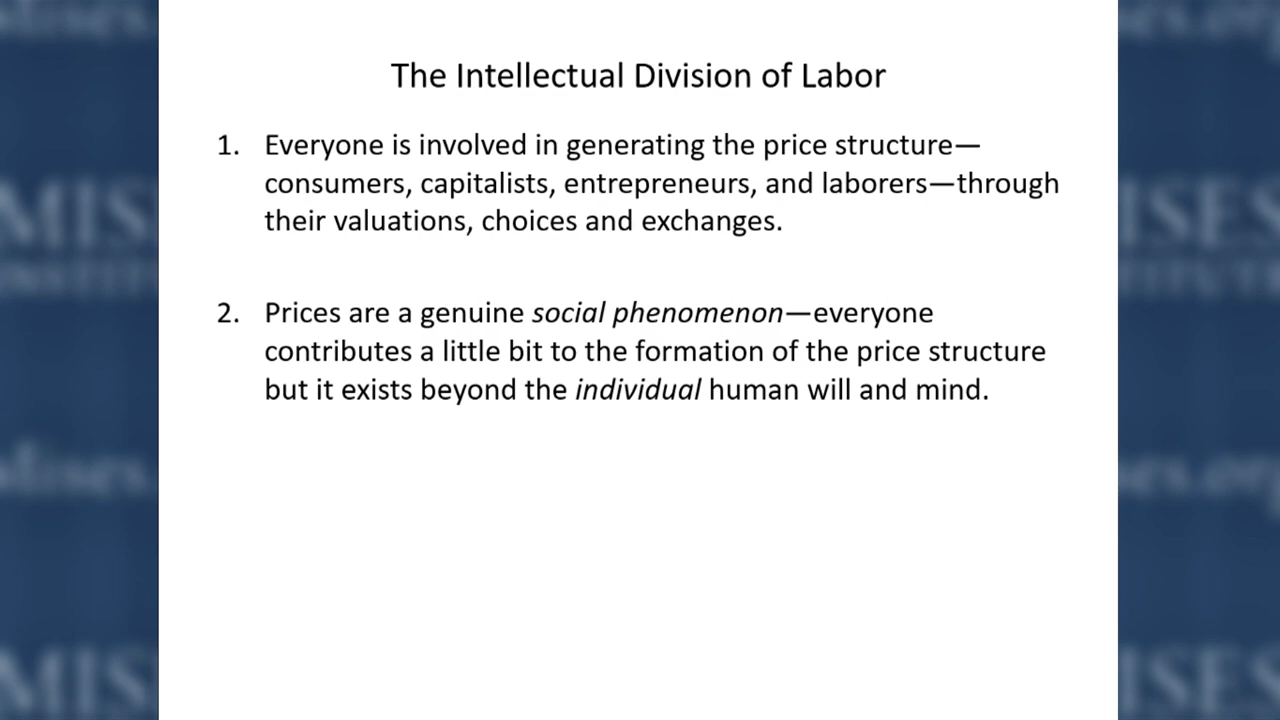 The Intellectual Division of Labor
1. Everyone is involved in generating the price structure—
consumers, capitalists, entrepreneurs, and laborers—through
their valuations, choices and exchanges.
2. Prices are a genuine social phenomenon—everyone
contributes a little bit to the formation of the price structure
but it exists beyond the individual human will and mind.